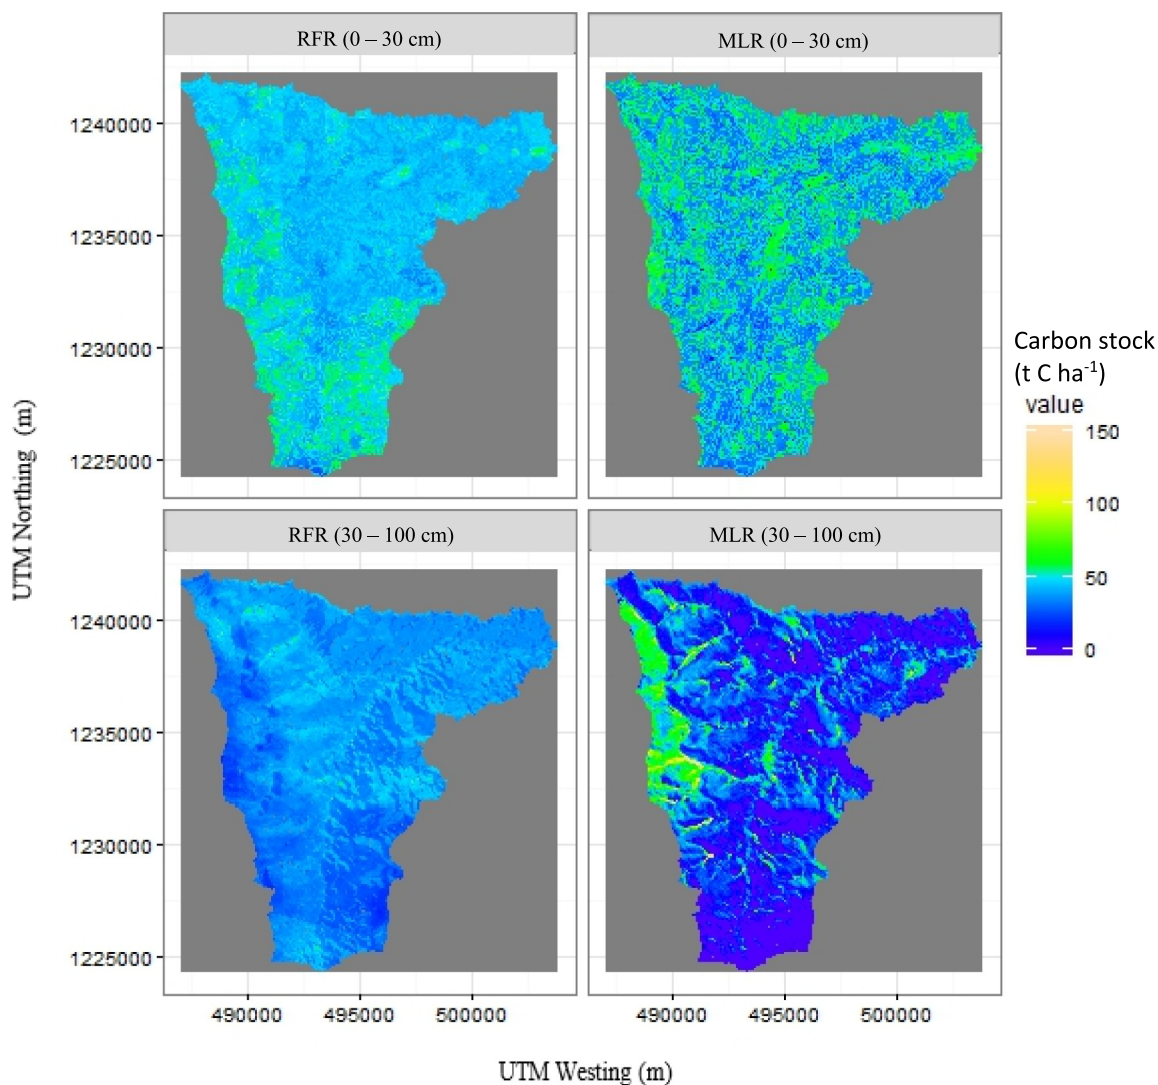 RFR (0 – 30 cm)
MLR (0 – 30 cm)
1240000
1235000
1230000
1225000
RFR (30 – 100 cm)
MLR (30 – 100 cm)
1240000
1235000
1230000
1225000
490000 495000 500000
490000 495000 500000
UTM Westing (m)
UTM Northing (m)
Carbon stock
(t C ha⁻¹)
value
150
100
50
0